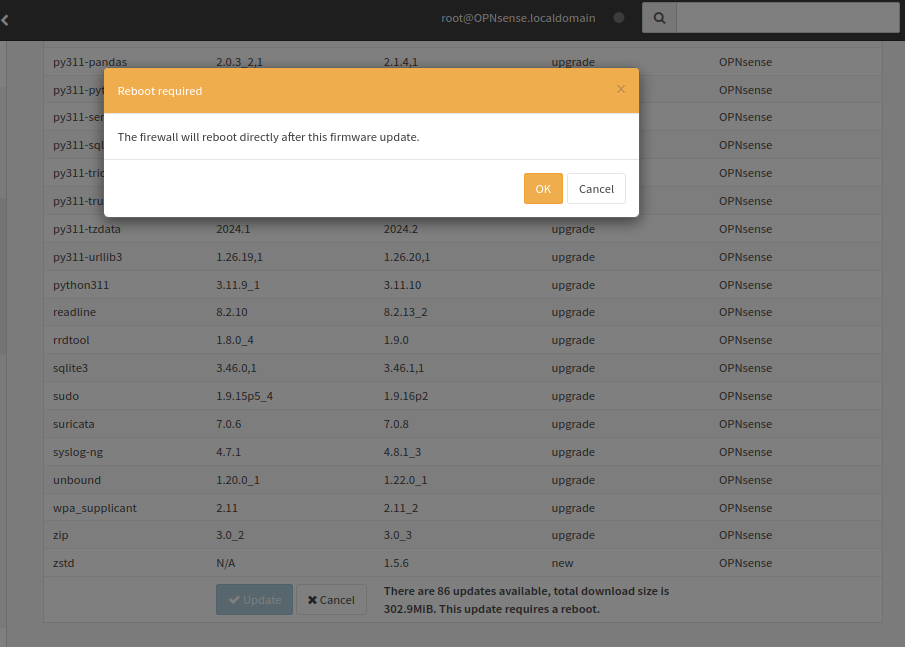 root@OPNsense.localdomain
py311-pandas 2.0.3_2,1 2.1.4,1 upgrade OPNsense
Reboot required ×
The firewall will reboot directly after this firmware update.
OK Cancel
py311-pyt OPNsense
py311-ser OPNsense
py311-sql OPNsense
py311-tric OPNsense
py311-tru OPNsense
py311-tzdata 2024.1 2024.2 upgrade OPNsense
py311-urllib3 1.26.19,1 1.26.20,1 upgrade OPNsense
python311 3.11.9_1 3.11.10 upgrade OPNsense
readline 8.2.10 8.2.13_2 upgrade OPNsense
rrdtool 1.8.0_4 1.9.0 upgrade OPNsense
sqlite3 3.46.0,1 3.46.1,1 upgrade OPNsense
sudo 1.9.15p5_4 1.9.16p2 upgrade OPNsense
suricata 7.0.6 7.0.8 upgrade OPNsense
syslog-ng 4.7.1 4.8.1_3 upgrade OPNsense
unbound 1.20.0_1 1.22.0_1 upgrade OPNsense
wpa_supplicant 2.11 2.11_2 upgrade OPNsense
zip 3.0_2 3.0_3 upgrade OPNsense
zstd N/A 1.5.6 new OPNsense
Update Cancel There are 86 updates available, total download size is
302.9MiB. This update requires a reboot.